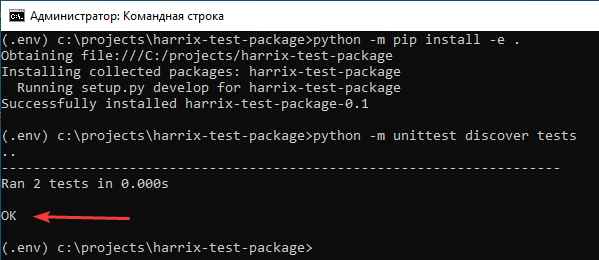 Администратор: Командная строка
(.env) c:\projects\harrix-test-package>python -m pip install -e .
Obtaining file:///C:/projects/harrix-test-package
Installing collected packages: harrix-test-package
  Running setup.py develop for harrix-test-package
Successfully installed harrix-test-package-0.1
(.env) c:\projects\harrix-test-package>python -m unittest discover tests
..
----------------------------------------------------------------------
Ran 2 tests in 0.000s
OK
(.env) c:\projects\harrix-test-package>